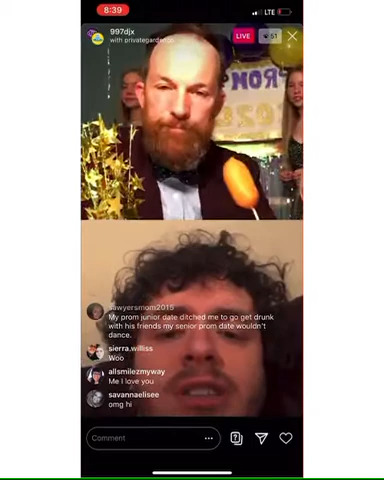 8:39
LTE
997djx
with privategardenco
LIVE
51
sawyersmom2015
My prom junior date ditched me to go get drunk
with his friends my senior prom date wouldn't
dance.
sierra.williss
Woo
allsmilezmyway
Me I love you
savannaelisee
omg hi
Comment